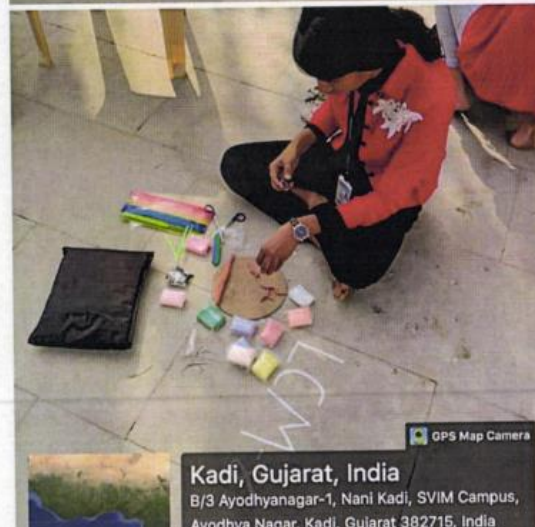 LCM
GPS Map Camera
Kadi, Gujarat, India
B/3 Ayodhyanagar-1, Nani Kadi, SVIM Campus,
Ayodhya Nagar, Kadi, Gujarat 382715, India